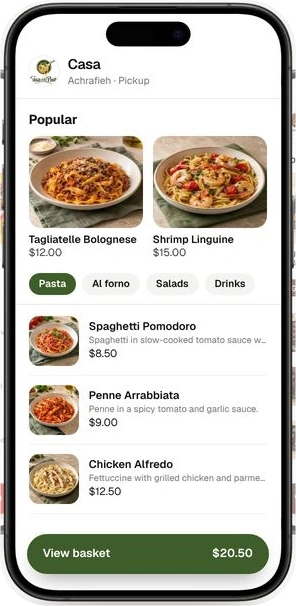 Casa
Achrafieh · Pickup
Popular
Tagliatelle Bolognese
$12.00
Shrimp Linguine
$15.00
Pasta
Al forno
Salads
Drinks
Spaghetti Pomodoro
Spaghetti in slow-cooked tomato sauce w...
$8.50
Penne Arrabbiata
Penne in a spicy tomato and garlic sauce.
$9.00
Chicken Alfredo
Fettuccine with grilled chicken and parme...
$12.50
View basket
$20.50